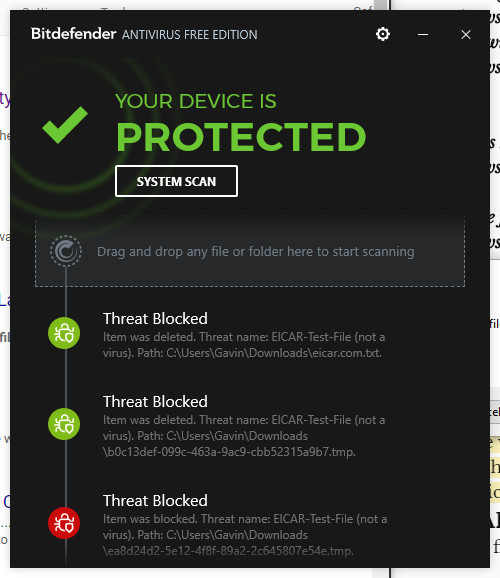 Bitdefender ANTIVIRUS FREE EDITION
YOUR DEVICE IS
PROTECTED
SYSTEM SCAN
Drag and drop any file or folder here to start scanning
Threat Blocked
Item was deleted. Threat name: EICAR-Test-File (not a
virus). Path: C:\Users\Gavin\Downloads\eicar.com.txt.
Threat Blocked
Item was deleted. Threat name: EICAR-Test-File (not a
virus). Path: C:\Users\Gavin\Downloads
\b0c13def-099c-463a-9ac9-cbb52315a9b7.tmp.
Threat Blocked
Item was blocked. Threat name: EICAR-Test-File (not a
virus). Path: C:\Users\Gavin\Downloads
\ea8d24d2-5e12-4f8f-89a2-2c645807e54e.tmp.